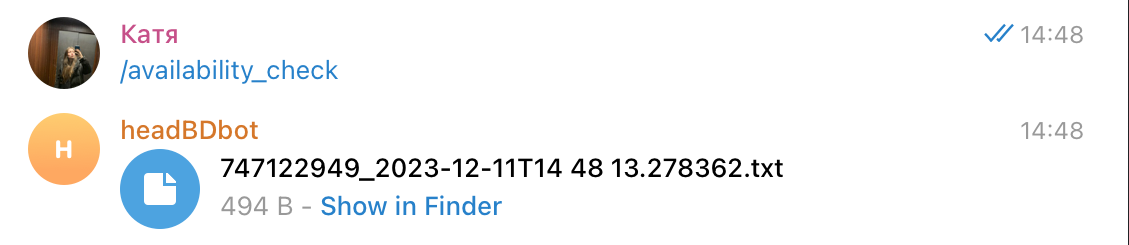 Катя
14:48
/availability_check
H
headBDbot
14:48
747122949_2023-12-11T14 48 13.278362.txt
494 B - Show in Finder